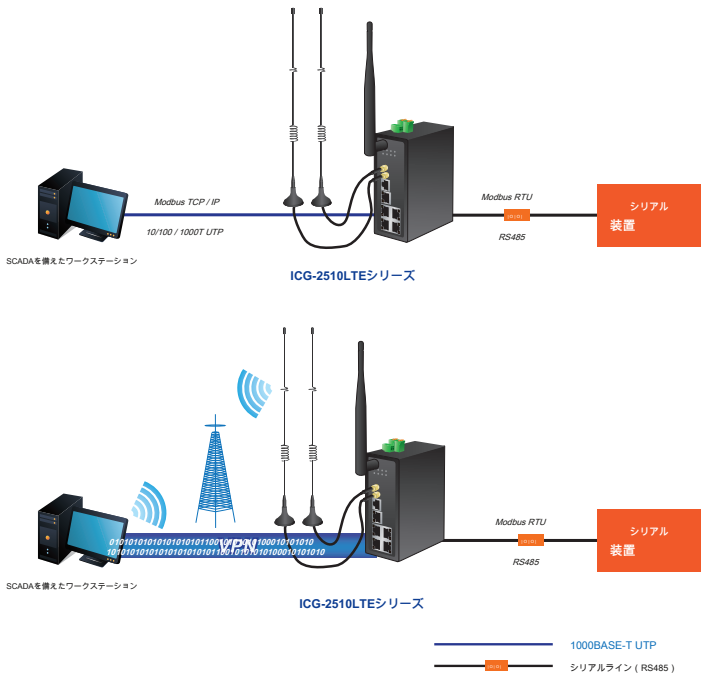 Modbus TCP / IP
10/100 / 1000T UTP
Modbus RTU
RS485
シリアル
装置
SCADAを備えたワークステーション
ICG-2510LTEシリーズ
VPN
Modbus RTU
RS485
シリアル
装置
SCADAを備えたワークステーション
ICG-2510LTEシリーズ
1000BASE-T UTP
シリアルライン ( RS485 )